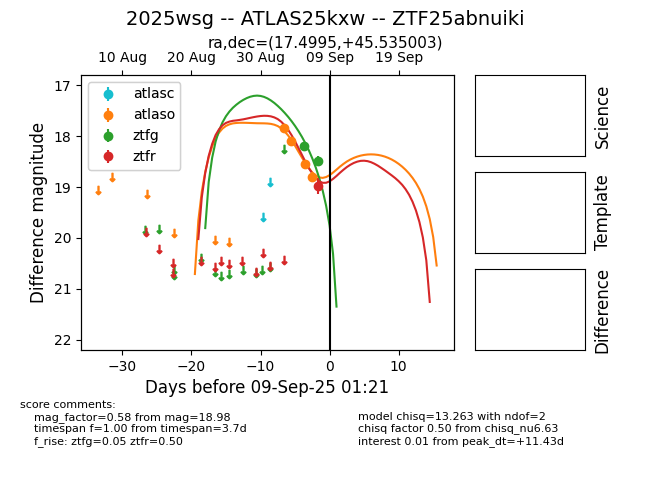 2025wsg -- ATLAS25kxw -- ZTF25abnuiki
ra,dec=(17.4995,+45.535003)
10 Aug 20 Aug 30 Aug 09 Sep 19 Sep
atlasc
atlaso
ztfg
ztfr
17
18
19
20
21
22
Difference magnitude
−30 −20 −10 0 10
Days before 09-Sep-25 01:21
Science
Template
Difference
score comments:
mag_factor=0.58 from mag=18.98
timespan f=1.00 from timespan=3.7d
f_rise: ztfg=0.05 ztfr=0.50
model chisq=13.263 with ndof=2
chisq factor 0.50 from chisq_nu6.63
interest 0.01 from peak_dt=+11.43d